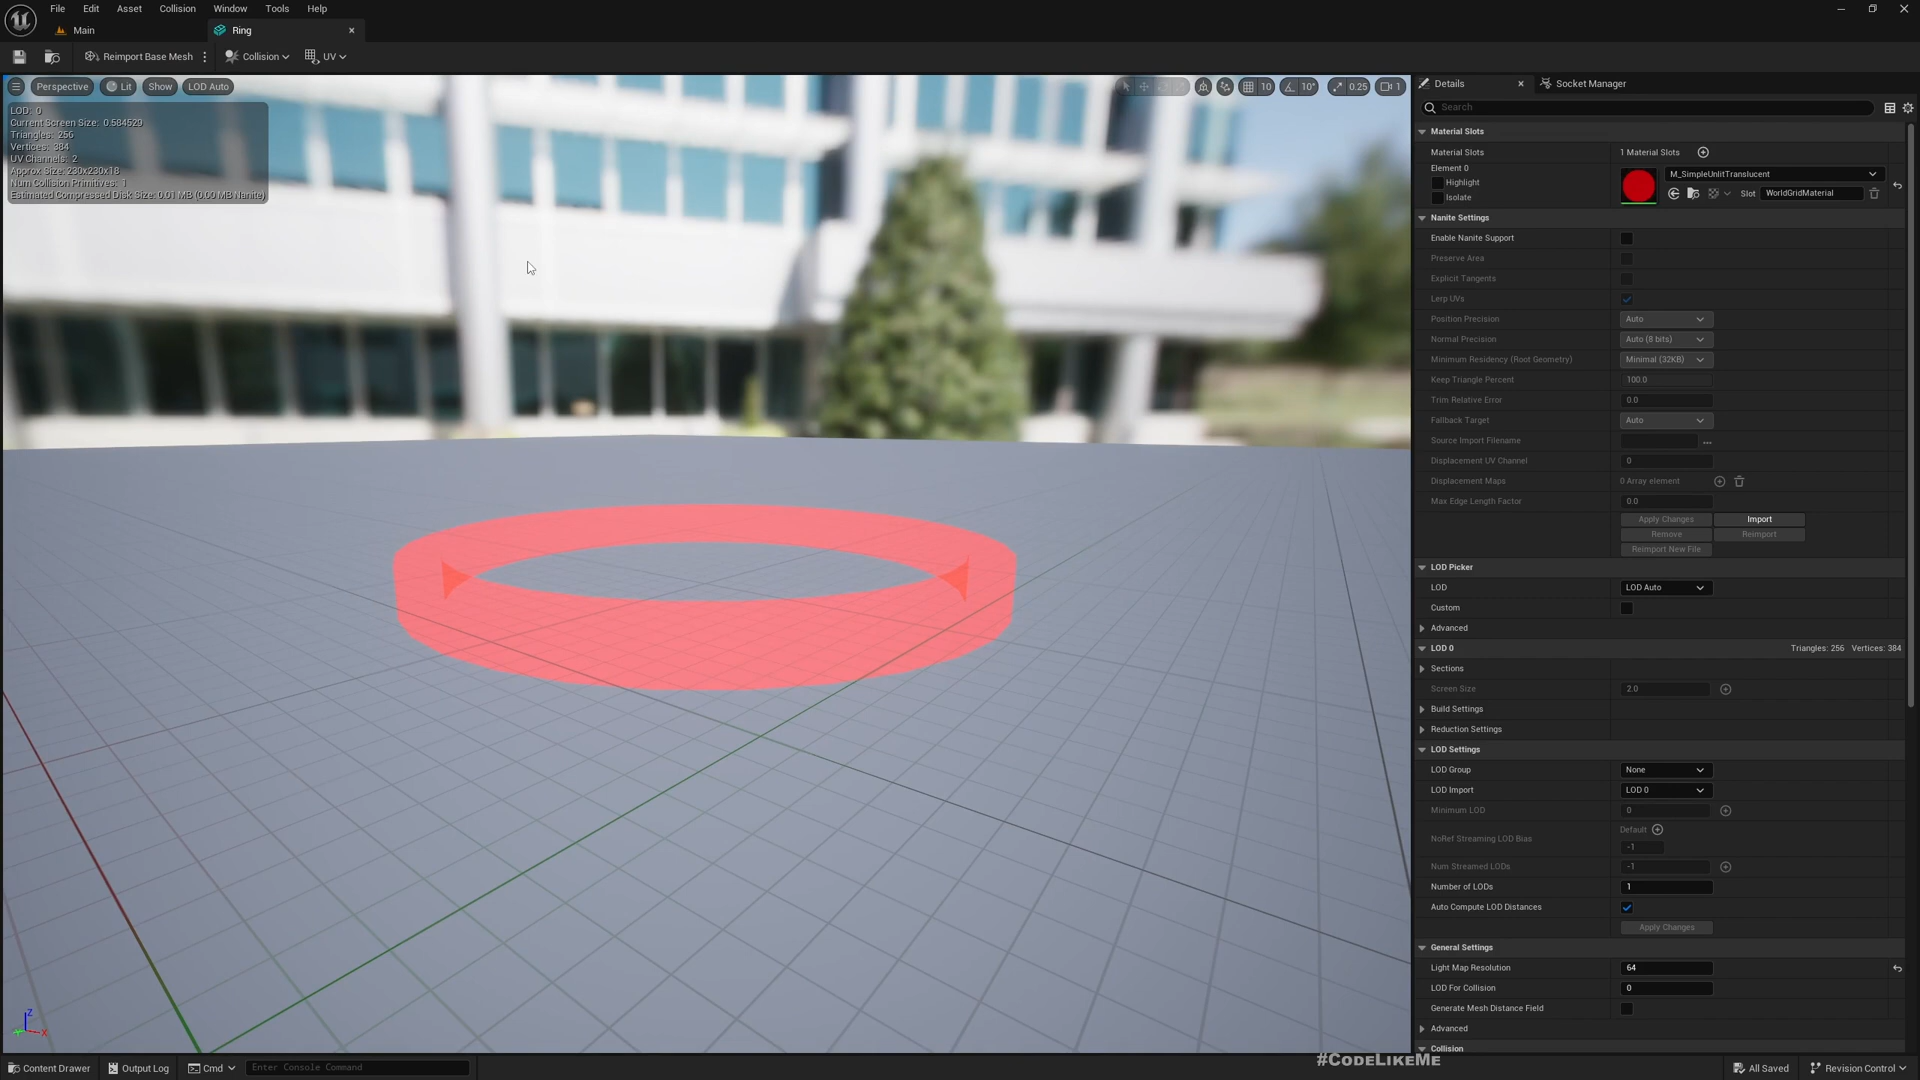 File Edit Asset Collision Window Tools Help
Main Ring
Reimport Base Mesh Collision UV
Perspective Lit Show LOD Auto 10 10° 0.25 1
LOD: 0
Current Screen Size: 0.584529
Triangles: 256
Vertices: 384
UV Channels: 2
Approx Size: 230x230x18
Num Collision Primitives: 1
Estimated Compressed Disk Size: 0.01 MB (0.00 MB Nanite)
Details Socket Manager
Search
Material Slots
Material Slots 1 Material Slots
Element 0 M_SimpleUnlitTranslucent
Highlight
Isolate Slot WorldGridMaterial
Nanite Settings
Enable Nanite Support
Preserve Area
Explicit Tangents
Lerp UVs
Position Precision Auto
Normal Precision Auto (8 bits)
Minimum Residency (Root Geometry) Minimal (32KB)
Keep Triangle Percent 100.0
Trim Relative Error 0.0
Fallback Target Auto
Source Import Filename ...
Displacement UV Channel 0
Displacement Maps 0 Array element
Max Edge Length Factor 0.0
Apply Changes Import
Remove Reimport
Reimport New File
LOD Picker
LOD LOD Auto
Custom
Advanced
LOD 0 Triangles: 256 Vertices: 384
Sections
Screen Size 2.0
Build Settings
Reduction Settings
LOD Settings
LOD Group None
LOD Import LOD 0
Minimum LOD 0
NoRef Streaming LOD Bias Default
-1
Num Streamed LODs -1
Number of LODs 1
Auto Compute LOD Distances
Apply Changes
General Settings
Light Map Resolution 64
LOD For Collision 0
Generate Mesh Distance Field
Advanced
Collision
Z
X
#CodeLikeMe
Content Drawer Output Log Cmd Enter Console Command All Saved Revision Control